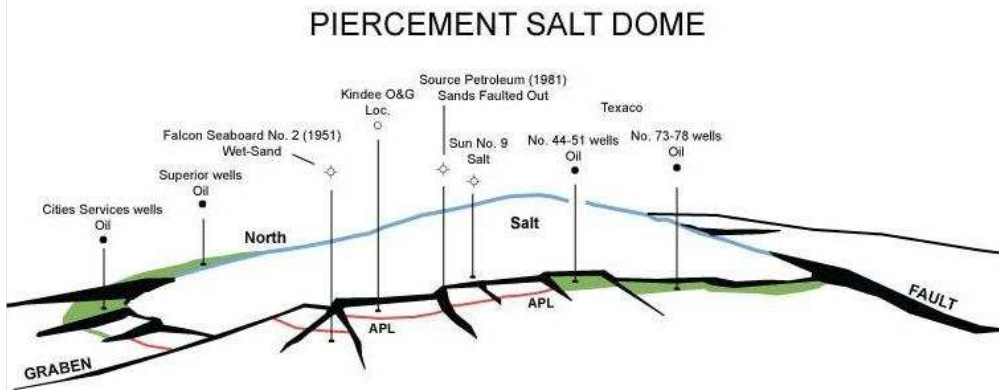 PIERCEMENT SALT DOME
Source Petroleum (1981)
Sands Faulted Out
Kindee O&G
Loc.
Texaco
Falcon Seaboard No. 2 (1951)
Wet-Sand
Sun No. 9
Salt
No. 44-51 wells
Oil
No. 73-78 wells
Oil
Superior wells
Oil
Cities Services wells
Oil
North
Salt
FAULT
APL
APL
GRABEN